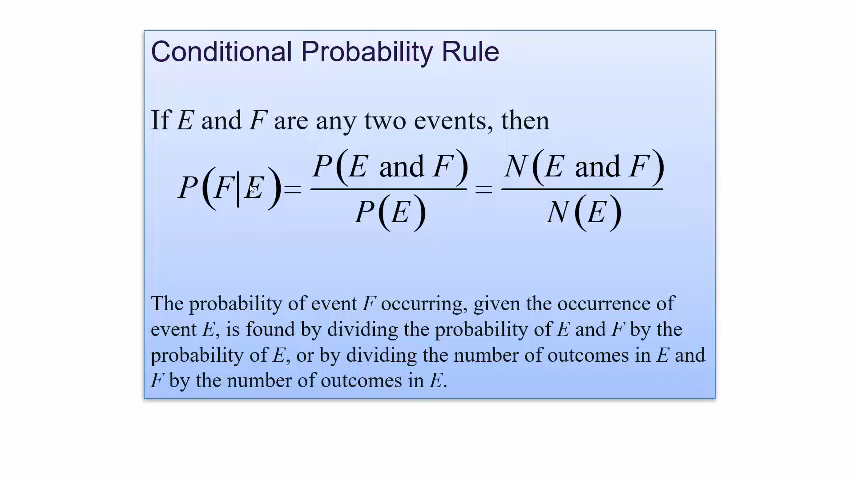 Conditional Probability Rule
If E and F are any two events, then
P(F|E) = P(E and F) / P(E) = N(E and F) / N(E)
The probability of event F occurring, given the occurrence of
event E, is found by dividing the probability of E and F by the
probability of E, or by dividing the number of outcomes in E and
F by the number of outcomes in E.